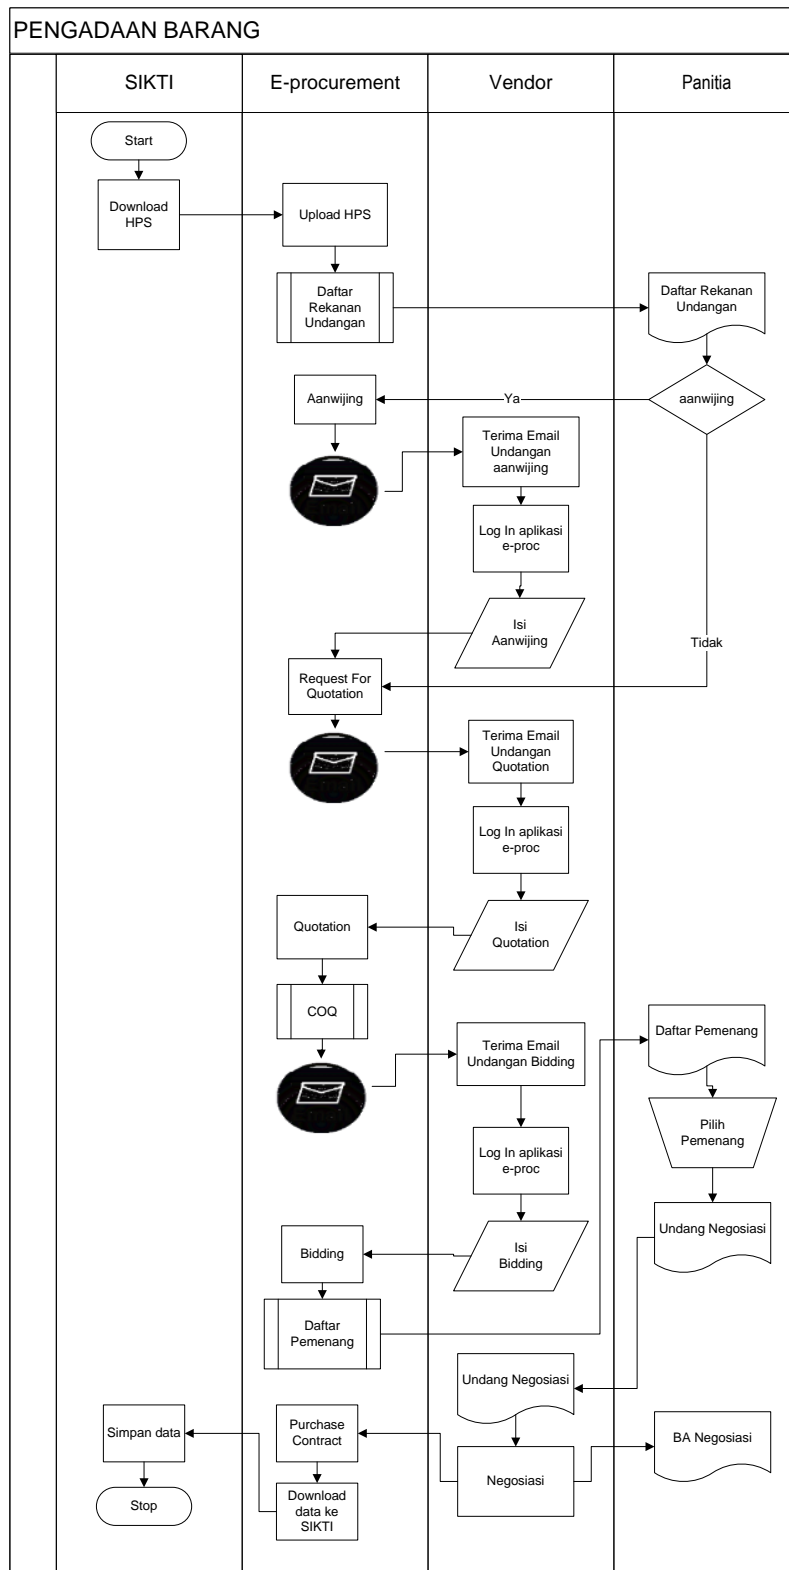 PENGADAAN BARANG
SIKTI
E-procurement
Vendor
Panitia
Start
Download
HPS
Upload HPS
Daftar
Rekanan
Undangan
Daftar Rekanan
Undangan
Aanwijing
Ya
aanwijing
Terima Email
Undangan
aanwijing
Log In aplikasi
e-proc
Isi
Aanwijing
Tidak
Request For
Quotation
Terima Email
Undangan
Quotation
Log In aplikasi
e-proc
Quotation
Isi
Quotation
COQ
Terima Email
Undangan Bidding
Daftar Pemenang
Log In aplikasi
e-proc
Pilih
Pemenang
Bidding
Isi
Bidding
Undang Negosiasi
Daftar
Pemenang
Undang Negosiasi
Simpan data
Purchase
Contract
Negosiasi
BA Negosiasi
Stop
Download
data ke
SIKTI